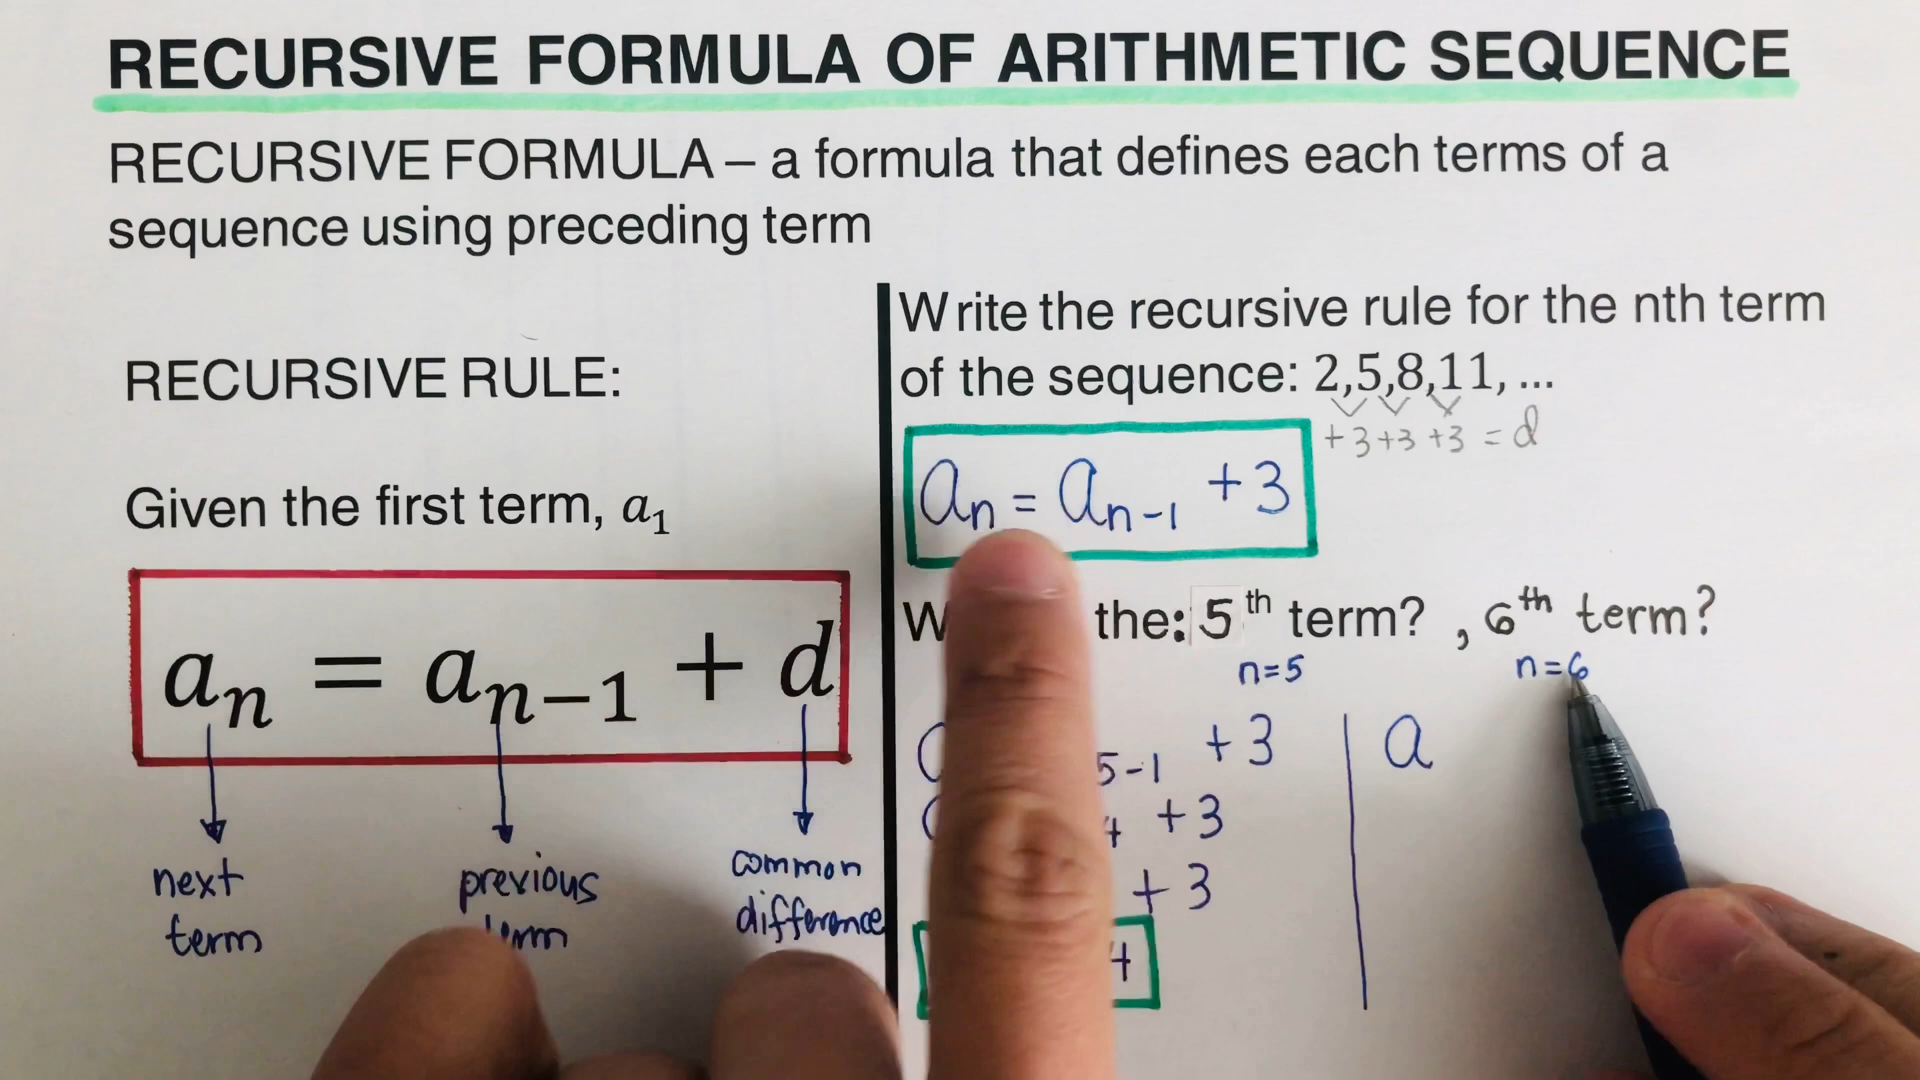 RECURSIVE FORMULA OF ARITHMETIC SEQUENCE
RECURSIVE FORMULA – a formula that defines each terms of a
sequence using preceding term
RECURSIVE RULE:
Given the first term, a₁
aₙ = aₙ₋₁ + d
next
term
previous
common
difference
Write the recursive rule for the nth term
of the sequence: 2,5,8,11, ...
+3 +3 +3 = d
aₙ = aₙ₋₁ +3
the: 5th term? , 6th term?
n=5
n=6
5-1 +3
4 +3
+3
4
a